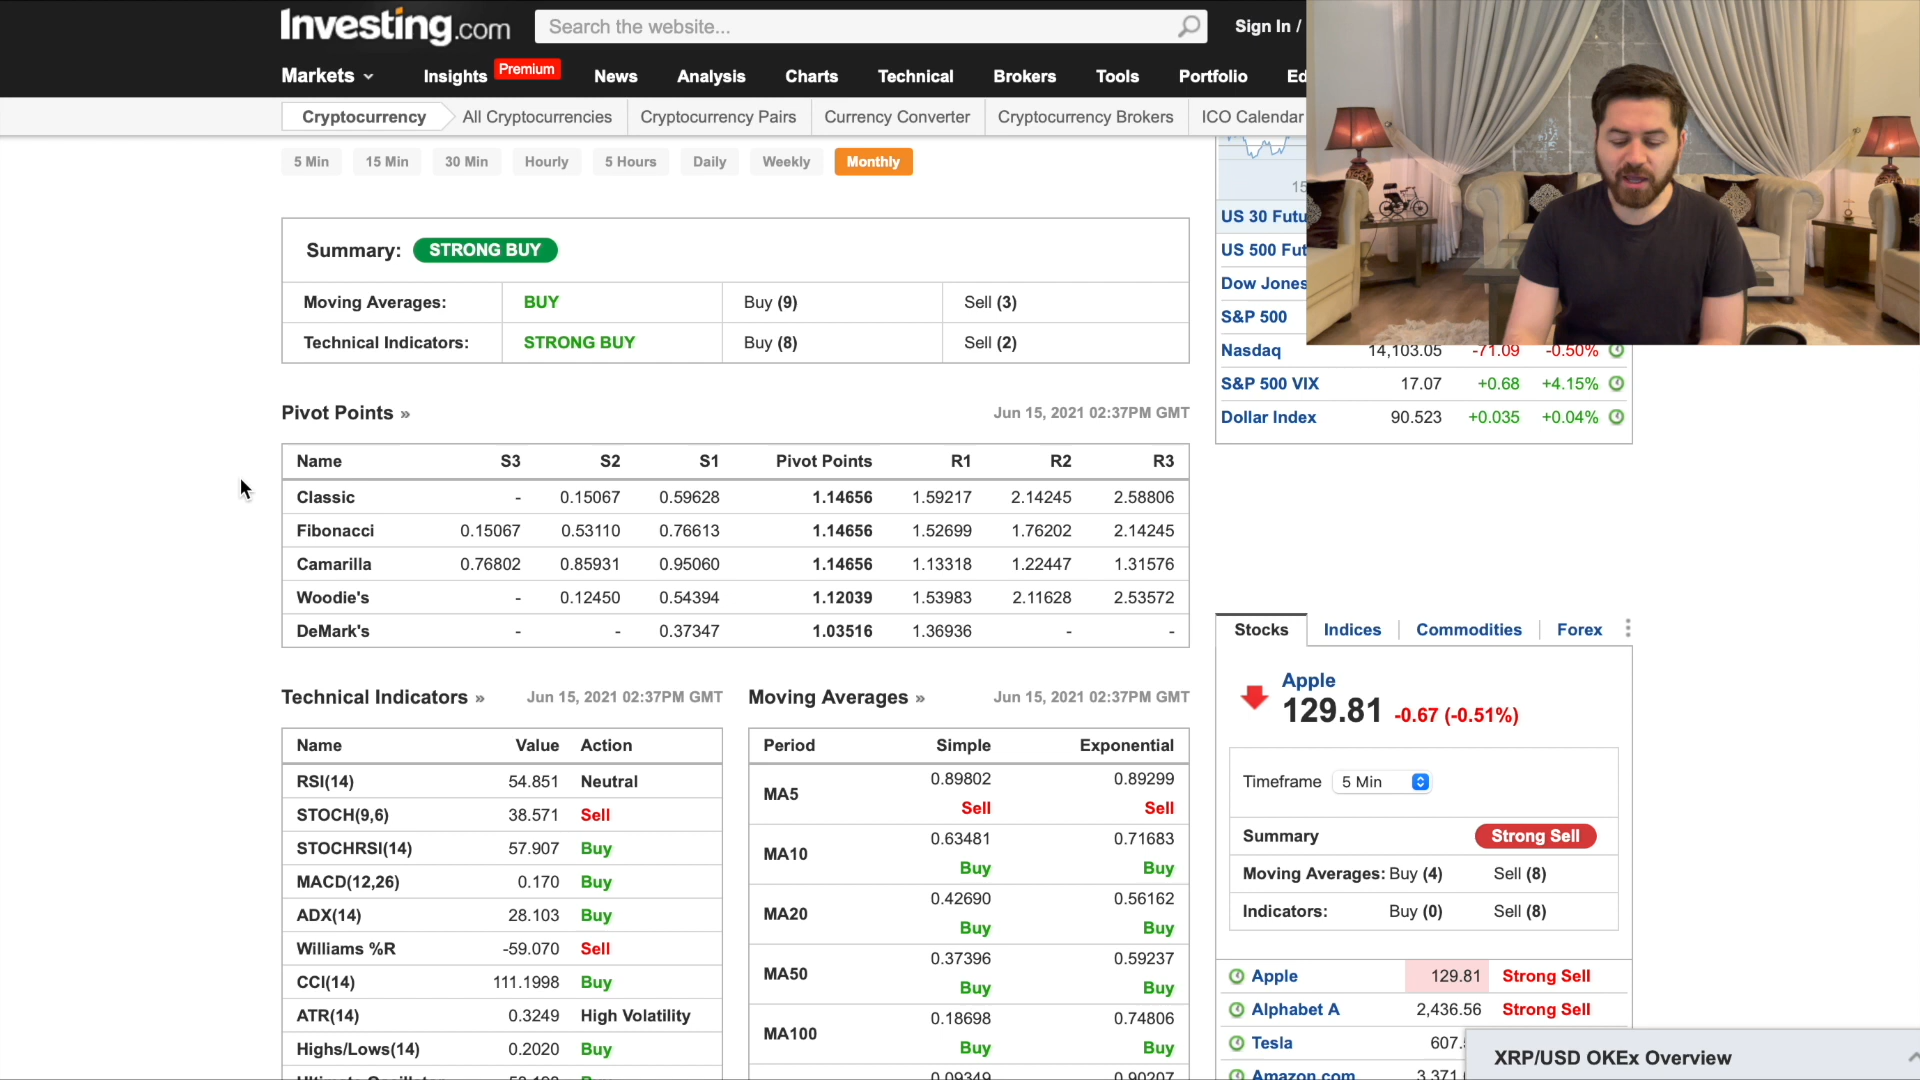 Investing.com
Search the website...
Sign In /
Markets
Insights
Premium
News
Analysis
Charts
Technical
Brokers
Tools
Portfolio
Ed
Cryptocurrency
All Cryptocurrencies
Cryptocurrency Pairs
Currency Converter
Cryptocurrency Brokers
ICO Calendar
5 Min
15 Min
30 Min
Hourly
5 Hours
Daily
Weekly
Monthly
15
Summary: STRONG BUY
Moving Averages: BUY Buy (9) Sell (3)
Technical Indicators: STRONG BUY Buy (8) Sell (2)
US 30 Futu
US 500 Fut
Dow Jones
S&P 500
Nasdaq 14,103.05 -71.09 -0.50%
S&P 500 VIX 17.07 +0.68 +4.15%
Dollar Index 90.523 +0.035 +0.04%
Pivot Points » Jun 15, 2021 02:37PM GMT
Name S3 S2 S1 Pivot Points R1 R2 R3
Classic - 0.15067 0.59628 1.14656 1.59217 2.14245 2.58806
Fibonacci 0.15067 0.53110 0.76613 1.14656 1.52699 1.76202 2.14245
Camarilla 0.76802 0.85931 0.95060 1.14656 1.13318 1.22447 1.31576
Woodie's - 0.12450 0.54394 1.12039 1.53983 2.11628 2.53572
DeMark's - - 0.37347 1.03516 1.36936 - -
Technical Indicators » Jun 15, 2021 02:37PM GMT
Name Value Action
RSI(14) 54.851 Neutral
STOCH(9,6) 38.571 Sell
STOCHRSI(14) 57.907 Buy
MACD(12,26) 0.170 Buy
ADX(14) 28.103 Buy
Williams %R -59.070 Sell
CCI(14) 111.1998 Buy
ATR(14) 0.3249 High Volatility
Highs/Lows(14) 0.2020 Buy
Moving Averages » Jun 15, 2021 02:37PM GMT
Period Simple Exponential
MA5 0.89802 0.89299
Sell Sell
MA10 0.63481 0.71683
Buy Buy
MA20 0.42690 0.56162
Buy Buy
MA50 0.37396 0.59237
Buy Buy
MA100 0.18698 0.74806
Buy Buy
0.09349 0.90207
Stocks Indices Commodities Forex
Apple
129.81 -0.67 (-0.51%)
Timeframe 5 Min
Summary Strong Sell
Moving Averages: Buy (4) Sell (8)
Indicators: Buy (0) Sell (8)
Apple 129.81 Strong Sell
Alphabet A 2,436.56 Strong Sell
Tesla 607.
Amazon.com 3,371
XRP/USD OKEx Overview